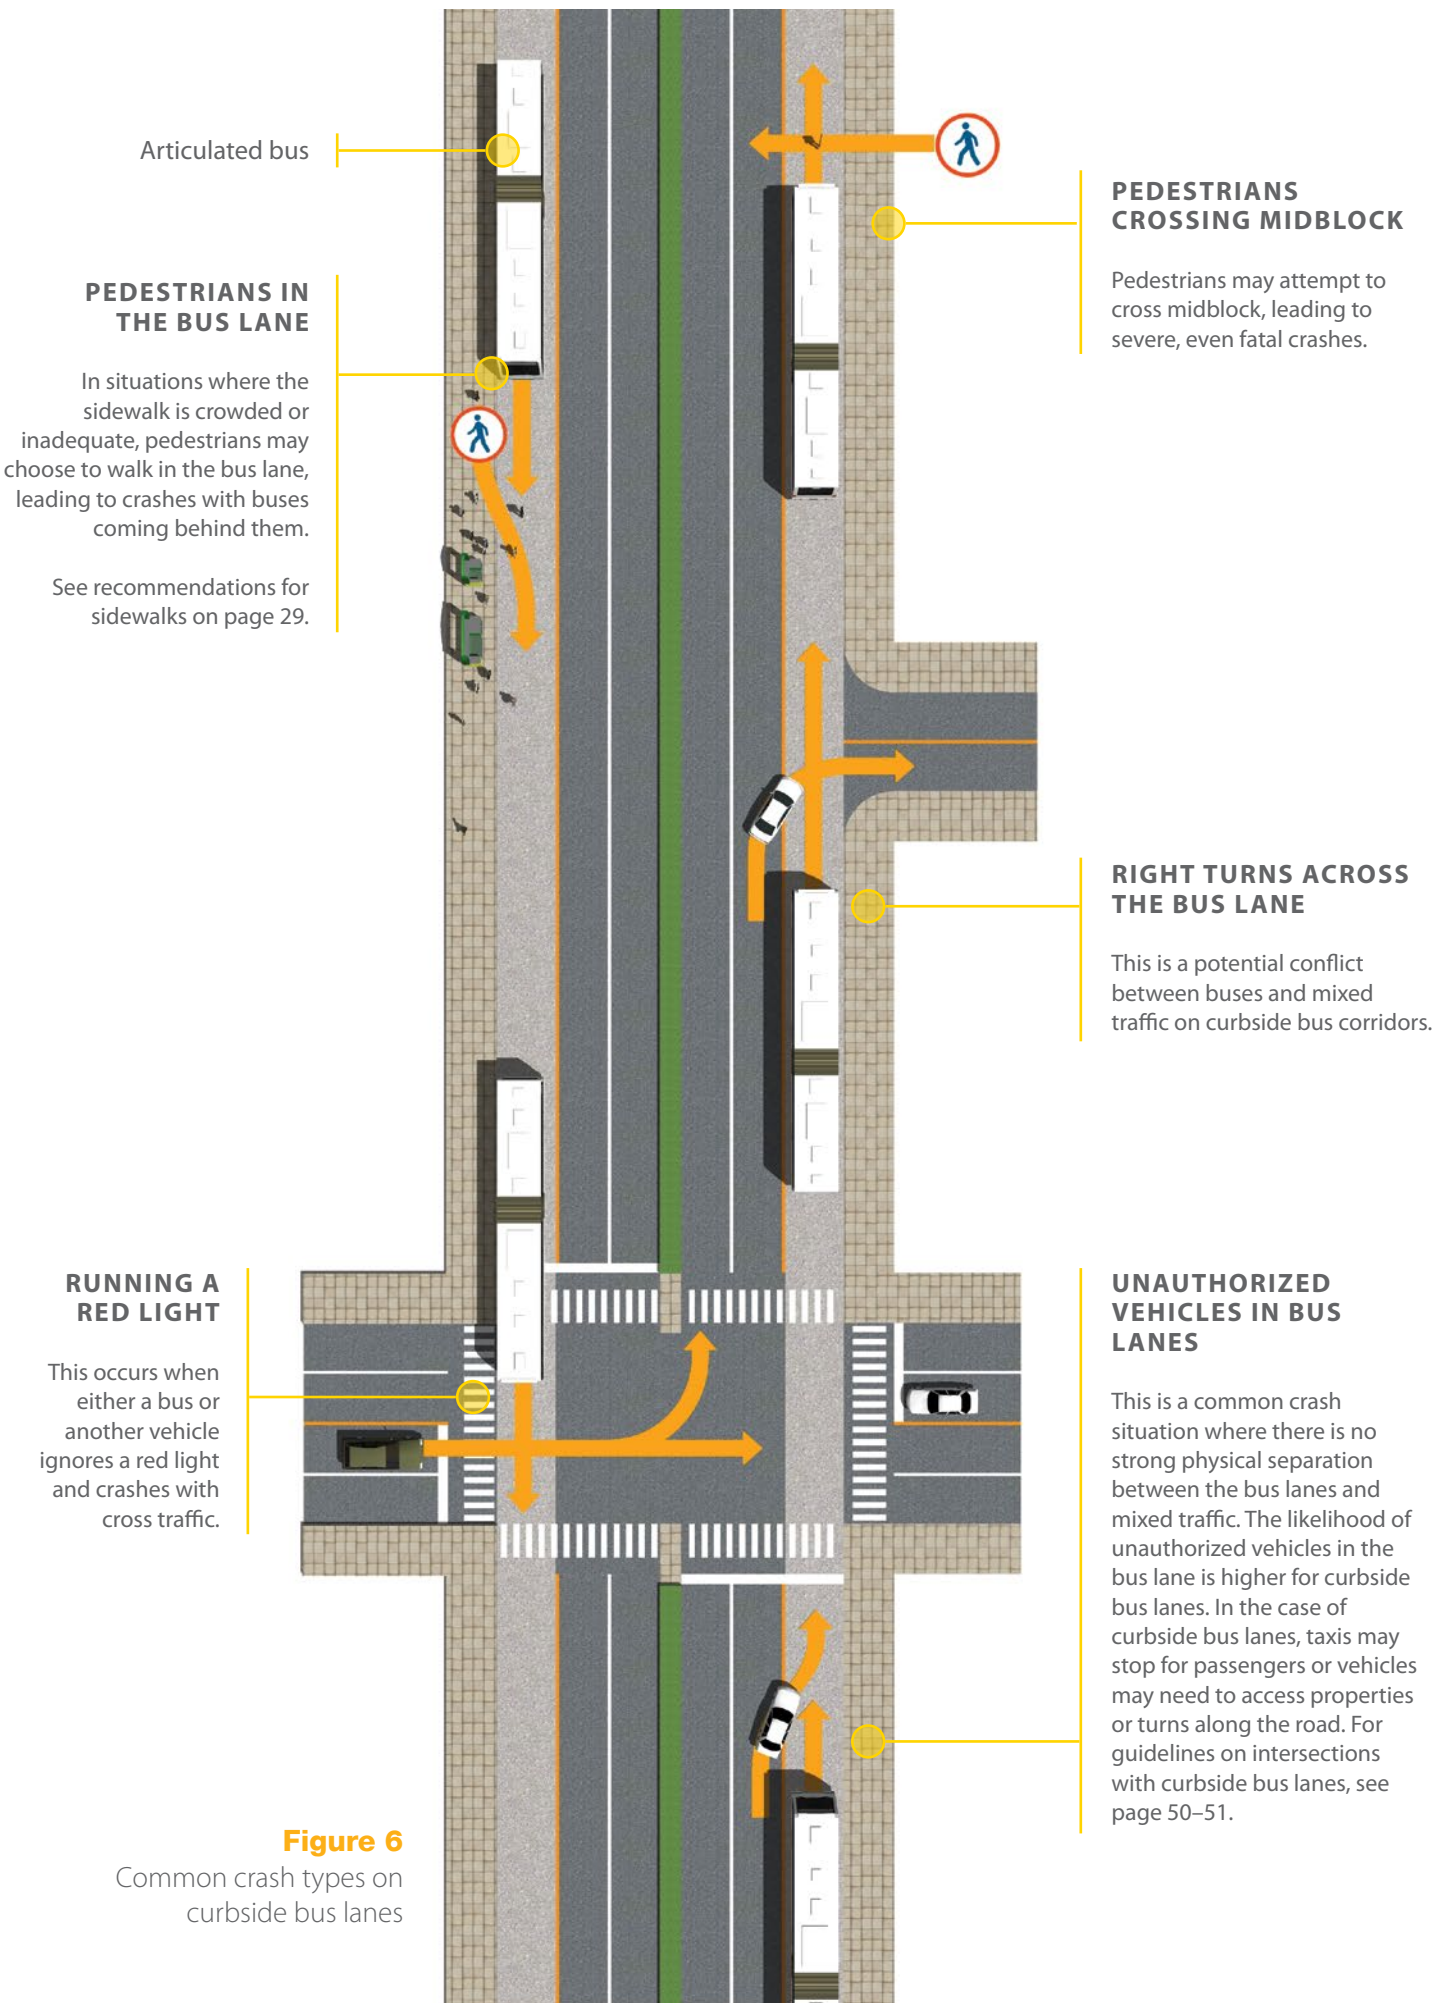 Articulated bus
PEDESTRIANS IN
THE BUS LANE
In situations where the
sidewalk is crowded or
inadequate, pedestrians may
choose to walk in the bus lane,
leading to crashes with buses
coming behind them.
See recommendations for
sidewalks on page 29.
PEDESTRIANS
CROSSING MIDBLOCK
Pedestrians may attempt to
cross midblock, leading to
severe, even fatal crashes.
RIGHT TURNS ACROSS
THE BUS LANE
This is a potential conflict
between buses and mixed
traffic on curbside bus corridors.
RUNNING A
RED LIGHT
This occurs when
either a bus or
another vehicle
ignores a red light
and crashes with
cross traffic.
UNAUTHORIZED
VEHICLES IN BUS
LANES
This is a common crash
situation where there is no
strong physical separation
between the bus lanes and
mixed traffic. The likelihood of
unauthorized vehicles in the
bus lane is higher for curbside
bus lanes. In the case of
curbside bus lanes, taxis may
stop for passengers or vehicles
may need to access properties
or turns along the road. For
guidelines on intersections
with curbside bus lanes, see
page 50–51.
Figure 6
Common crash types on
curbside bus lanes